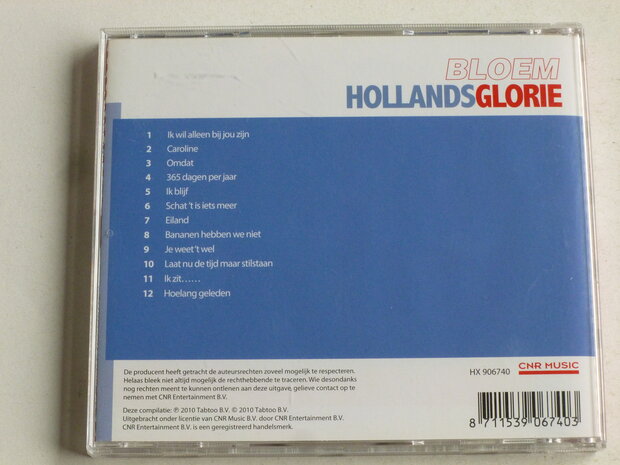 BLOEM
HOLLANDSGLORIE
1 Ik wil alleen bij jou zijn
2 Caroline
3 Omdat
4 365 dagen per jaar
5 Ik blijf
6 Schat 't is iets meer
7 Eiland
8 Bananen hebben we niet
9 Je weet 't wel
10 Laat nu de tijd maar stilstaan
11 Ik zit......
12 Hoelang geleden
De producent heeft getracht de auteursrechten zoveel mogelijk te respecteren.
Helaas bleek niet altijd mogelijk de rechthebbende te traceren. Wie desondanks
nog rechten meent te kunnen ontlenen aan deze uitgave, gelieve contact op te
nemen met CNR Entertainment B.V.
HX 906740
CNR MUSIC
Deze compilatie: ℗ 2010 Tabtoo B.V. © 2010 Tabtoo B.V.
Uitgebracht onder licentie van CNR Music B.V. door CNR Entertainment B.V.
CNR Entertainment B.V. is een geregistreerd handelsmerk.
8 711539 067403